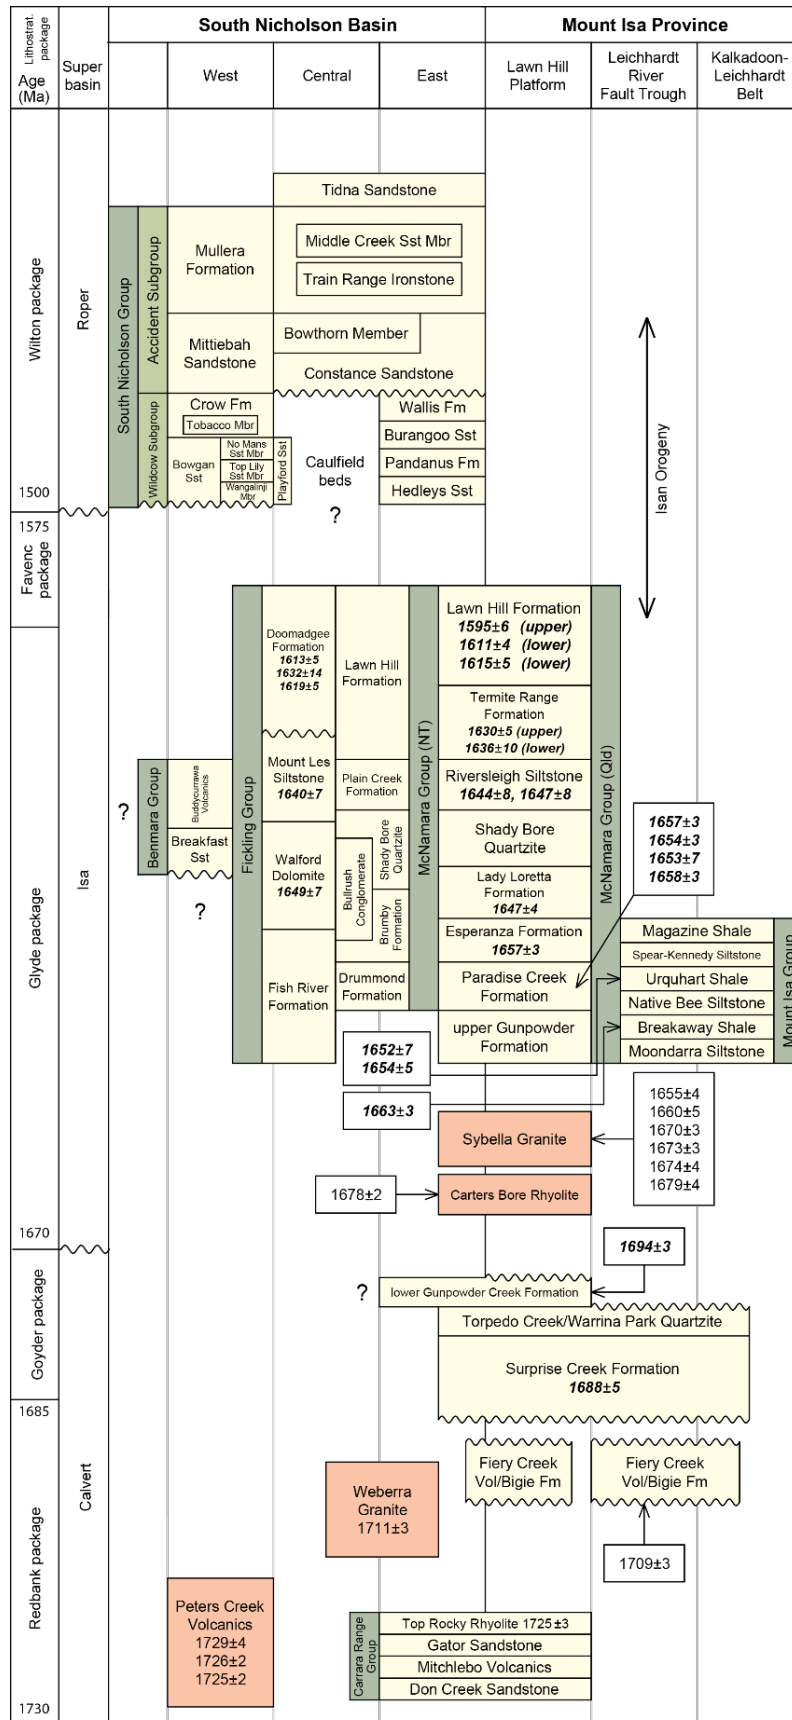 Lithostrat.
package
Age
(Ma)
Super
basin
South Nicholson Basin
Mount Isa Province
West
Central
East
Lawn Hill
Platform
Leichhardt
River
Fault Trough
Kalkadoon-
Leichhardt
Belt
Wilton package
1500
Roper
South Nicholson Group
Accident Subgroup
Wildcow Subgroup
Tidna Sandstone
Mullera
Formation
Middle Creek Sst Mbr
Train Range Ironstone
Mittiebah
Sandstone
Bowthorn Member
Constance Sandstone
Crow Fm
Tobacco Mbr
Bowgan
Sst
No Mans
Sst Mbr
Top Lily
Sst Mbr
Wangalinji
Mbr
Playford Sst
Caulfield
beds
?
Wallis Fm
Burangoo Sst
Pandanus Fm
Hedleys Sst
Isan Orogeny
1575
Favenc
package
Glyde package
1670
Isa
?
Benmara Group
Buddycurrawa
Volcanics
Breakfast
Sst
?
Fickling Group
Doomadgee
Formation
1613±5
1632±14
1619±5
Mount Les
Siltstone
1640±7
Walford
Dolomite
1649±7
Fish River
Formation
Lawn Hill
Formation
Plain Creek
Formation
Bullrush
Conglomerate
Shady Bore
Quartzite
Brumby
Formation
Drummond
Formation
McNamara Group (NT)
Lawn Hill Formation
1595±6 (upper)
1611±4 (lower)
1615±5 (lower)
Termite Range
Formation
1630±5 (upper)
1636±10 (lower)
Riversleigh Siltstone
1644±8, 1647±8
Shady Bore
Quartzite
Lady Loretta
Formation
1647±4
Esperanza Formation
1657±3
Paradise Creek
Formation
upper Gunpowder
Formation
McNamara Group (Qld)
1657±3
1654±3
1653±7
1658±3
Magazine Shale
Spear-Kennedy Siltstone
Urquhart Shale
Native Bee Siltstone
Breakaway Shale
Moondarra Siltstone
Mount Isa Group
1652±7
1654±5
1663±3
Sybella Granite
1655±4
1660±5
1670±3
1673±3
1674±4
1679±4
1678±2
Carters Bore Rhyolite
Goyder package
1685
Calvert
1694±3
?
lower Gunpowder Creek Formation
Torpedo Creek/Warrina Park Quartzite
Surprise Creek Formation
1688±5
Redbank package
1730
Fiery Creek
Vol/Bigie Fm
Fiery Creek
Vol/Bigie Fm
Weberra
Granite
1711±3
1709±3
Peters Creek
Volcanics
1729±4
1726±2
1725±2
Carrara Range
Group
Top Rocky Rhyolite 1725±3
Gator Sandstone
Mitchlebo Volcanics
Don Creek Sandstone